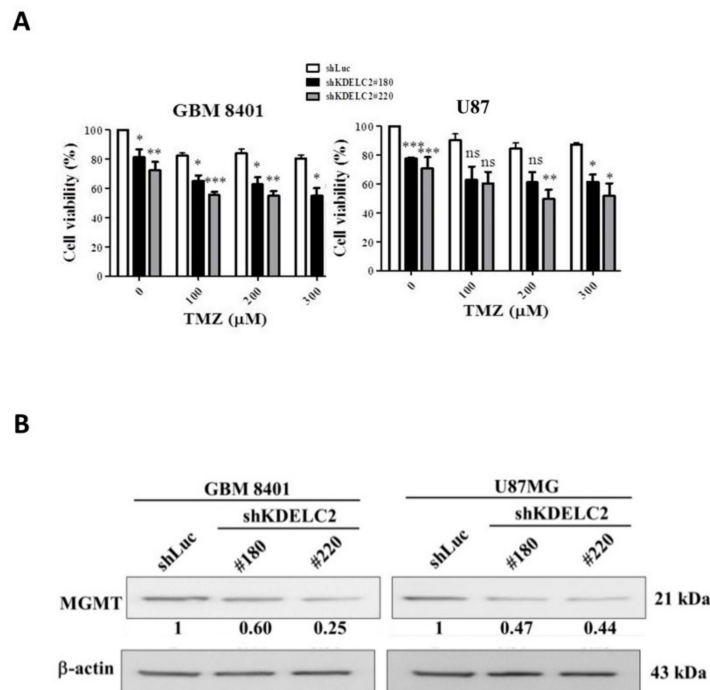 A
shLuc
shKDELC2#180
shKDELC2#220
GBM 8401
U87
Cell viability (%)
100
80
60
40
20
0
* ** * *** * ** *
0 100 200 300
TMZ (μM)
Cell viability (%)
100
80
60
40
20
0
*** *** ns ns ns ** * *
0 100 200 300
TMZ (μM)
B
GBM 8401
U87MG
shKDELC2
shKDELC2
shLuc #180 #220
shLuc #180 #220
MGMT
21 kDa
1 0.60 0.25
1 0.47 0.44
β-actin
43 kDa